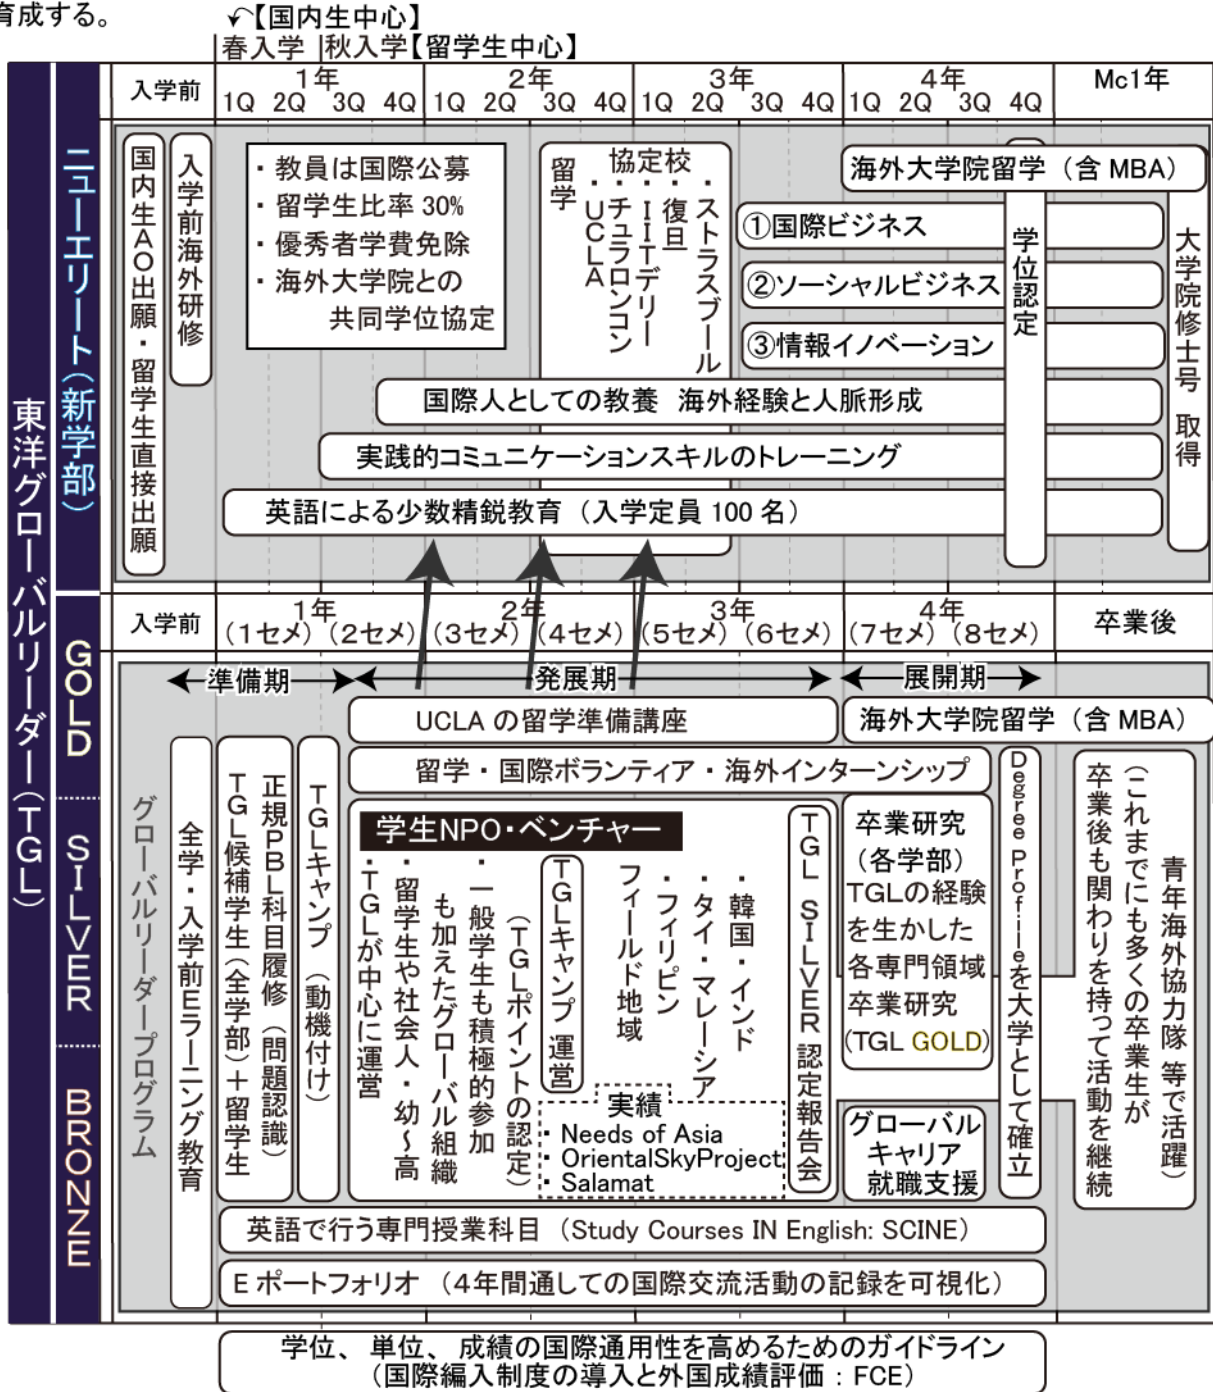 育成する。
【国内生中心】
春入学 秋入学【留学生中心】
東洋グローバルリーダー(TGL)
ニューエリート(新学部)
入学前
1年
1Q 2Q 3Q 4Q
2年
1Q 2Q 3Q 4Q
3年
1Q 2Q 3Q 4Q
4年
1Q 2Q 3Q 4Q
Mc1年
国内生AO出願・留学生直接出願
入学前海外研修
・教員は国際公募
・留学生比率 30%
・優秀者学費免除
・海外大学院との
共同学位協定
留学
協定校
・UCLA
・チュラロンコン
・IITデリー
・復旦
・ストラスブール
海外大学院留学（含 MBA）
①国際ビジネス
②ソーシャルビジネス
③情報イノベーション
学位認定
大学院修士号 取得
国際人としての教養 海外経験と人脈形成
実践的コミュニケーションスキルのトレーニング
英語による少数精鋭教育（入学定員 100 名）
GOLD
SILVER
BRONZE
入学前
1年
（1セメ）（2セメ）
2年
（3セメ）（4セメ）
3年
（5セメ）（6セメ）
4年
（7セメ）（8セメ）
卒業後
準備期
発展期
展開期
UCLA の留学準備講座
海外大学院留学（含 MBA）
留学・国際ボランティア・海外インターンシップ
グローバルリーダープログラム
全学・入学前Eラーニング教育
正規PBL科目履修（問題認識）
TGL候補学生（全学部）＋留学生
TGLキャンプ（動機付け）
学生NPO・ベンチャー
・TGLが中心に運営
・留学生や社会人・幼～高
も加えたグローバル組織
・一般学生も積極的参加
（TGLポイントの認定）
TGLキャンプ 運営
フィールド地域
・フィリピン
・タイ・マレーシア
・韓国・インド
実績
・Needs of Asia
・OrientalSkyProject
・Salamat
TGL SILVER 認定報告会
卒業研究
（各学部）
TGLの経験
を生かした
各専門領域
卒業研究
(TGL GOLD)
グローバル
キャリア
就職支援
Degree Profileを大学として確立
青年海外協力隊 等で活躍）
（これまでにも多くの卒業生が
卒業後も関わりを持って活動を継続
英語で行う専門授業科目（Study Courses IN English: SCINE）
E ポートフォリオ（4年間通しての国際交流活動の記録を可視化）
学位、単位、成績の国際通用性を高めるためのガイドライン
（国際編入制度の導入と外国成績評価：FCE）